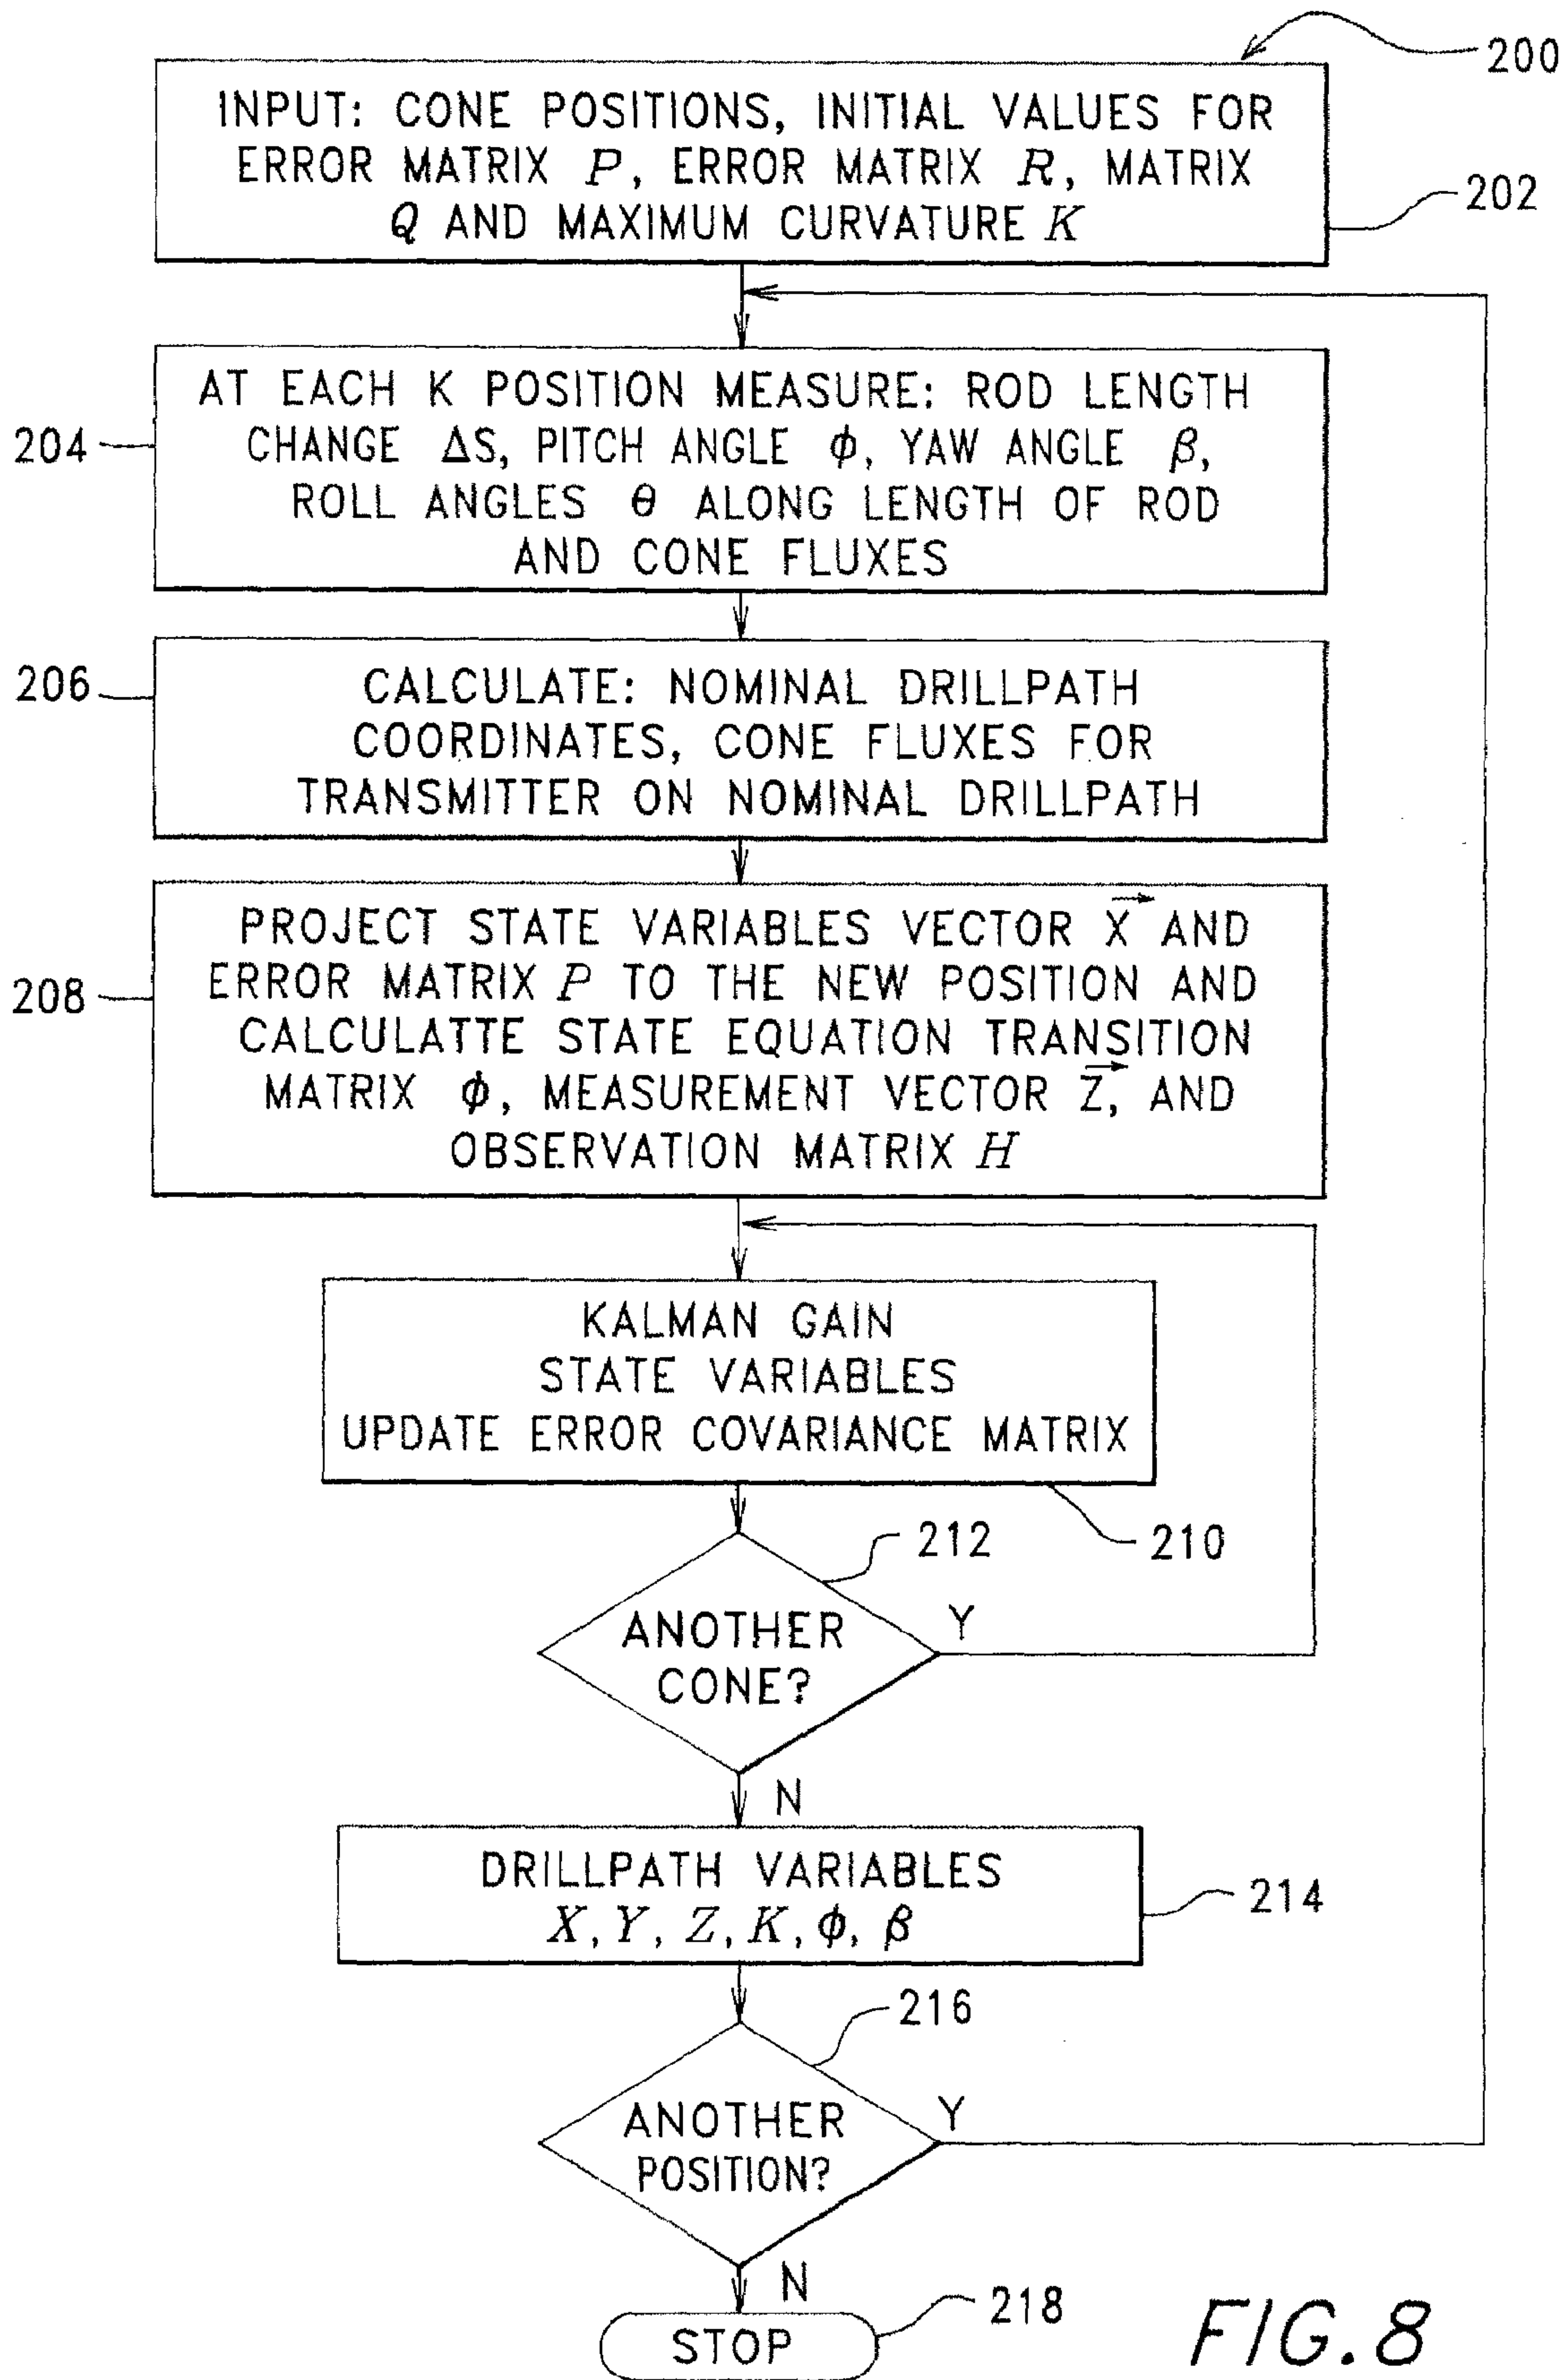 200
INPUT: CONE POSITIONS, INITIAL VALUES FOR
ERROR MATRIX P, ERROR MATRIX R, MATRIX
Q AND MAXIMUM CURVATURE K
202
AT EACH K POSITION MEASURE: ROD LENGTH
CHANGE ΔS, PITCH ANGLE ϕ, YAW ANGLE β,
ROLL ANGLES θ ALONG LENGTH OF ROD
AND CONE FLUXES
204
CALCULATE: NOMINAL DRILLPATH
COORDINATES, CONE FLUXES FOR
TRANSMITTER ON NOMINAL DRILLPATH
206
PROJECT STATE VARIABLES VECTOR X⃗ AND
ERROR MATRIX P TO THE NEW POSITION AND
CALCULATTE STATE EQUATION TRANSITION
MATRIX ϕ, MEASUREMENT VECTOR Z⃗, AND
OBSERVATION MATRIX H
208
KALMAN GAIN
STATE VARIABLES
UPDATE ERROR COVARIANCE MATRIX
210
212
ANOTHER
CONE?
Y
N
DRILLPATH VARIABLES
X, Y, Z, K, ϕ, β
214
216
ANOTHER
POSITION?
Y
N
STOP
218
FIG. 8